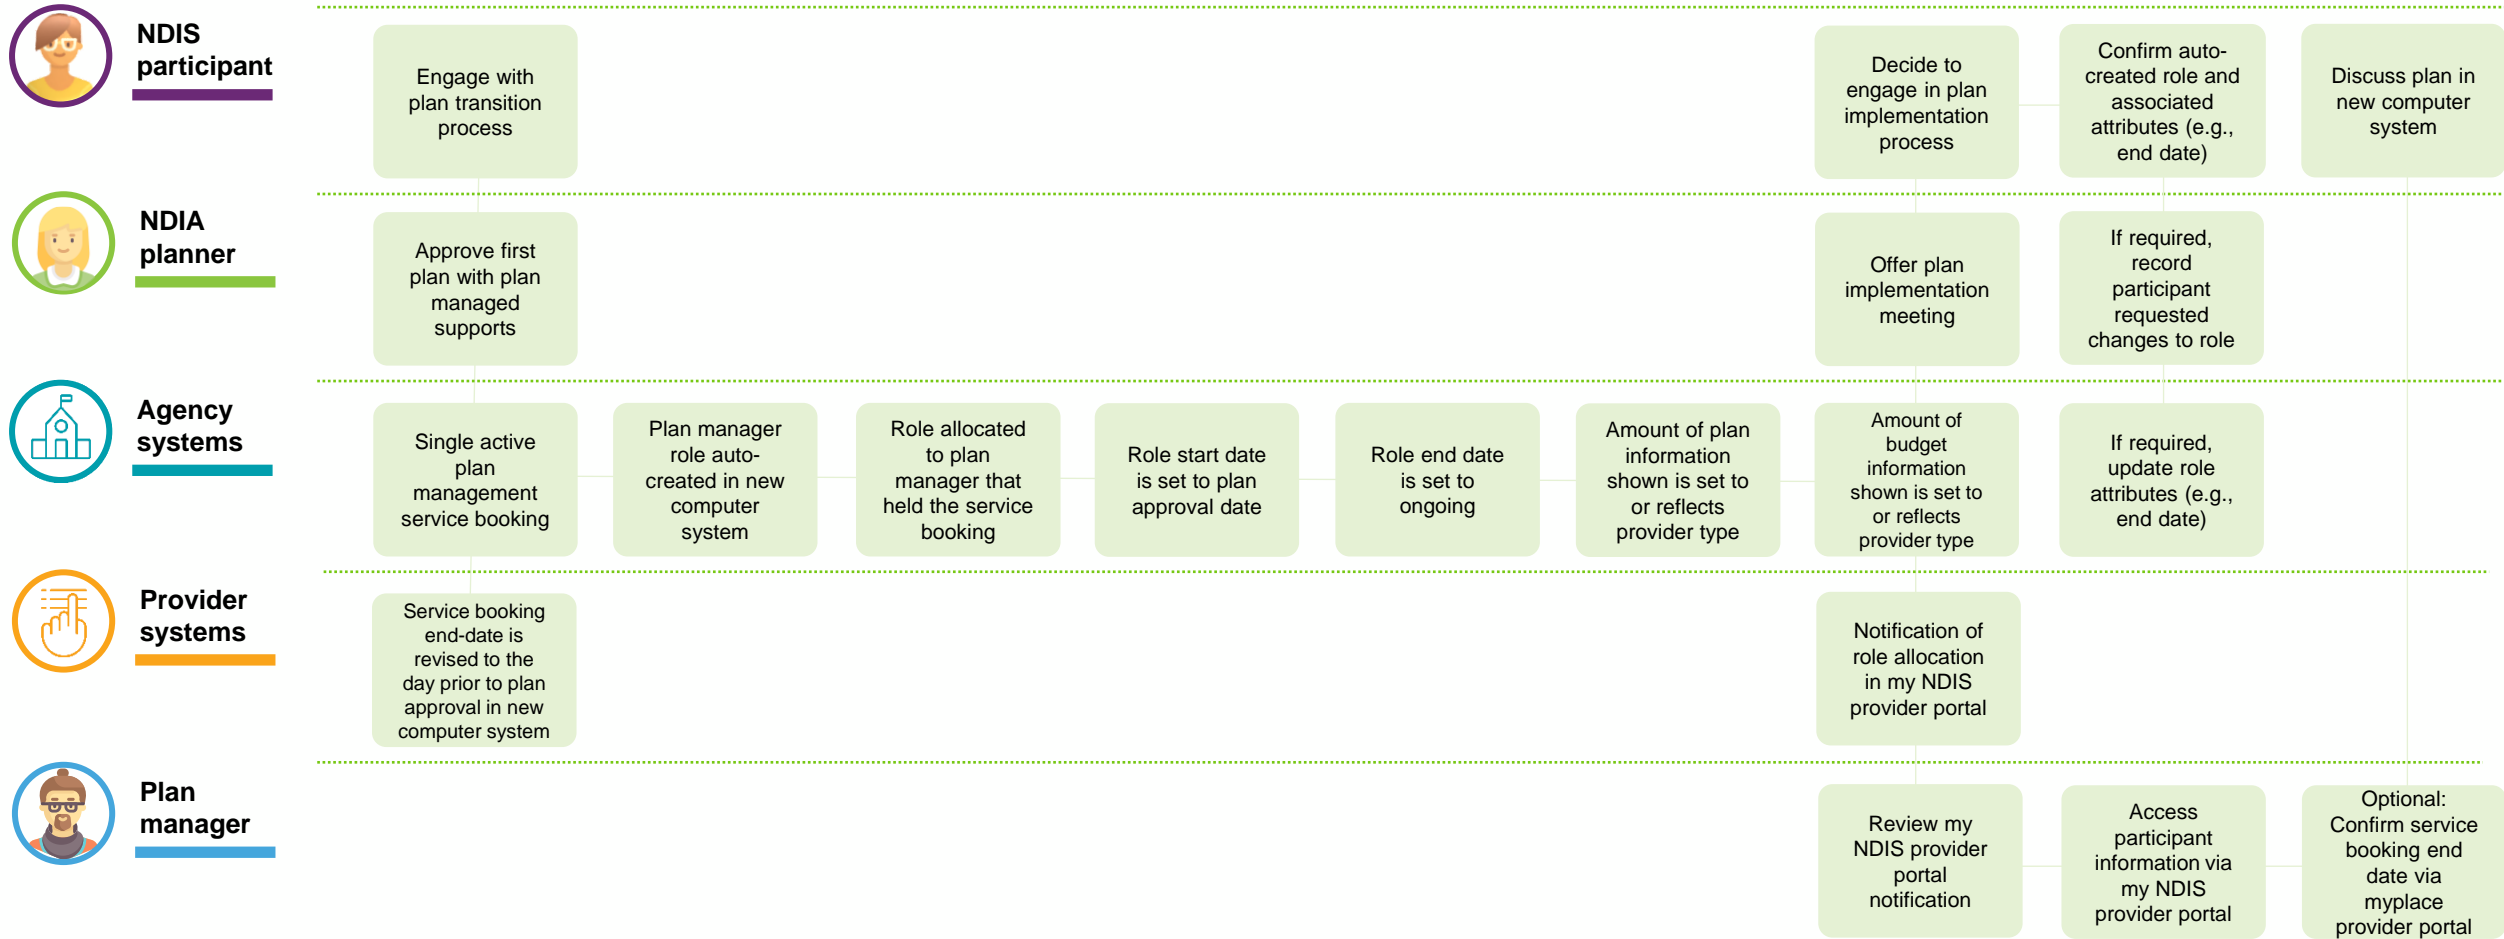 NDIS
participant
Engage with
plan transition
process
Decide to
engage in plan
implementation
process
Confirm auto-
created role and
associated
attributes (e.g.,
end date)
Discuss plan in
new computer
system
NDIA
planner
Approve first
plan with plan
managed
supports
Offer plan
implementation
meeting
If required,
record
participant
requested
changes to role
Agency
systems
Single active
plan
management
service booking
Plan manager
role auto-
created in new
computer
system
Role allocated
to plan
manager that
held the service
booking
Role start date
is set to plan
approval date
Role end date
is set to
ongoing
Amount of plan
information
shown is set to
or reflects
provider type
Amount of
budget
information
shown is set to
or reflects
provider type
If required,
update role
attributes (e.g.,
end date)
Provider
systems
Service booking
end-date is
revised to the
day prior to plan
approval in new
computer system
Notification of
role allocation
in my NDIS
provider portal
Plan
manager
Review my
NDIS provider
portal
notification
Access
participant
information via
my NDIS
provider portal
Optional:
Confirm service
booking end
date via
myplace
provider portal